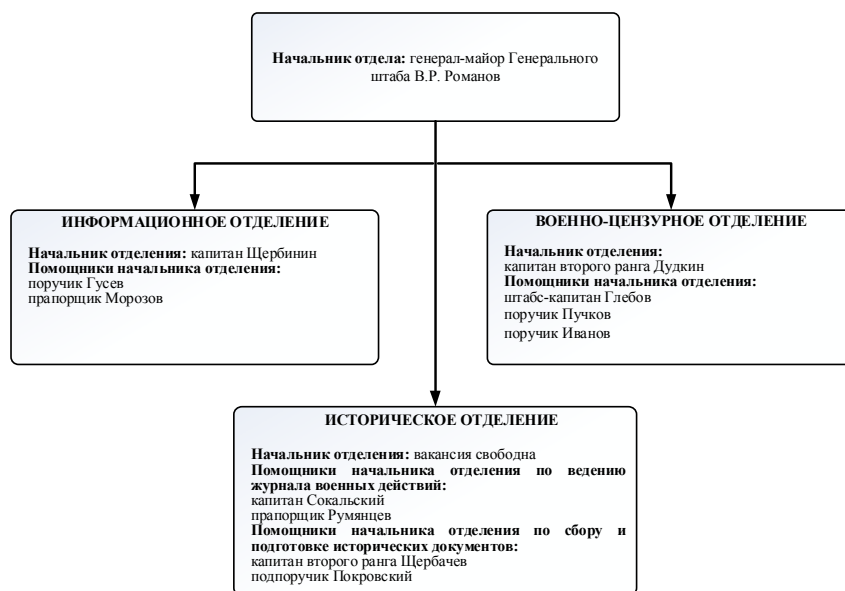 Начальник отдела: генерал-майор Генерального
штаба В.Р. Романов
ИНФОРМАЦИОННОЕ ОТДЕЛЕНИЕ
Начальник отделения: капитан Щербинин
Помощники начальника отделения:
поручик Гусев
прапорщик Морозов
ВОЕННО-ЦЕНЗУРНОЕ ОТДЕЛЕНИЕ
Начальник отделения:
капитан второго ранга Дудкин
Помощники начальника отделения:
штабс-капитан Глебов
поручик Пучков
поручик Иванов
ИСТОРИЧЕСКОЕ ОТДЕЛЕНИЕ
Начальник отделения: вакансия свободна
Помощники начальника отделения по ведению
журнала военных действий:
капитан Сокальский
прапорщик Румянцев
Помощники начальника отделения по сбору и
подготовке исторических документов:
капитан второго ранга Щербачев
подпоручик Покровский